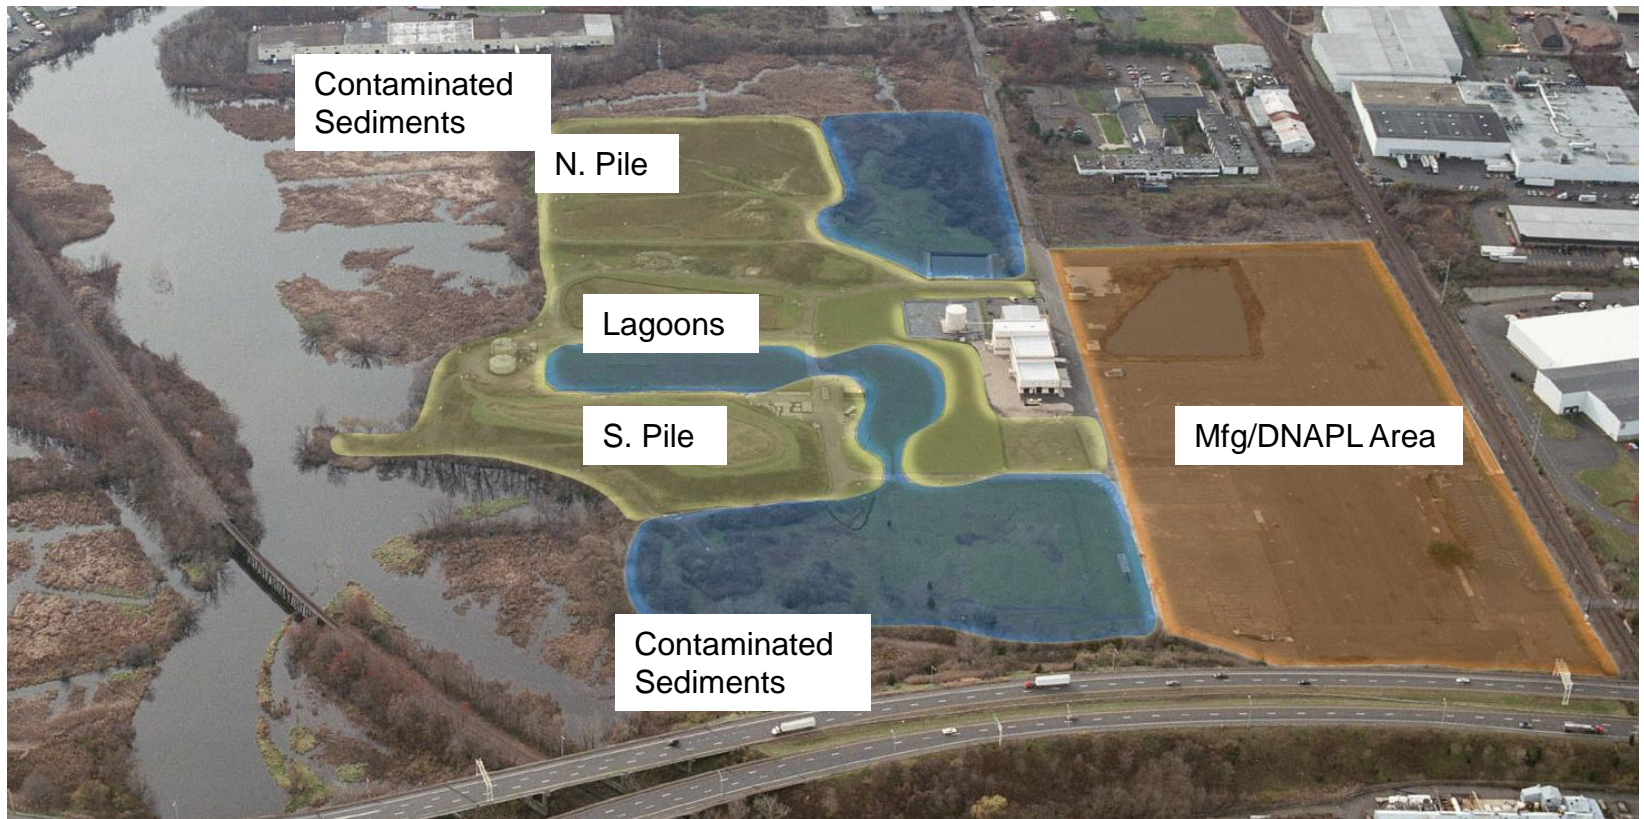 Contaminated
Sediments
N. Pile
Lagoons
S. Pile
Mfg/DNAPL Area
Contaminated
Sediments